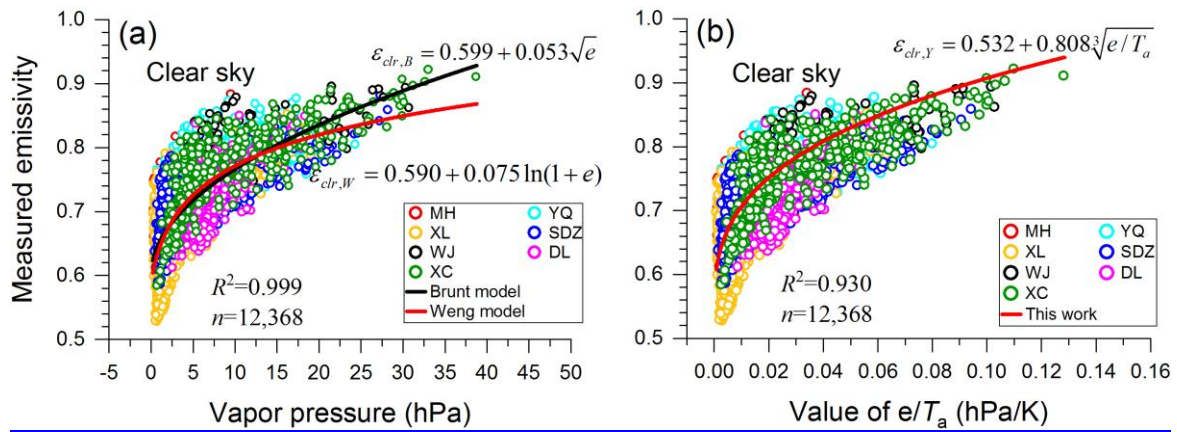 (a)
Clear sky
ε_clr,B = 0.599 + 0.053√e
ε_clr,W = 0.590 + 0.075 ln(1 + e)
MH YQ
XL SDZ
WJ DL
XC
Brunt model
Weng model
R²=0.999
n=12,368
Measured emissivity
1.0
0.9
0.8
0.7
0.6
0.5
-5 0 5 10 15 20 25 30 35 40 45 50
Vapor pressure (hPa)
(b)
Clear sky
ε_clr,Y = 0.532 + 0.808∛e / T_a
MH YQ
XL SDZ
WJ DL
XC
This work
R²=0.930
n=12,368
1.0
0.9
0.8
0.7
0.6
0.5
0.00 0.02 0.04 0.06 0.08 0.10 0.12 0.14 0.16
Value of e/T_a (hPa/K)